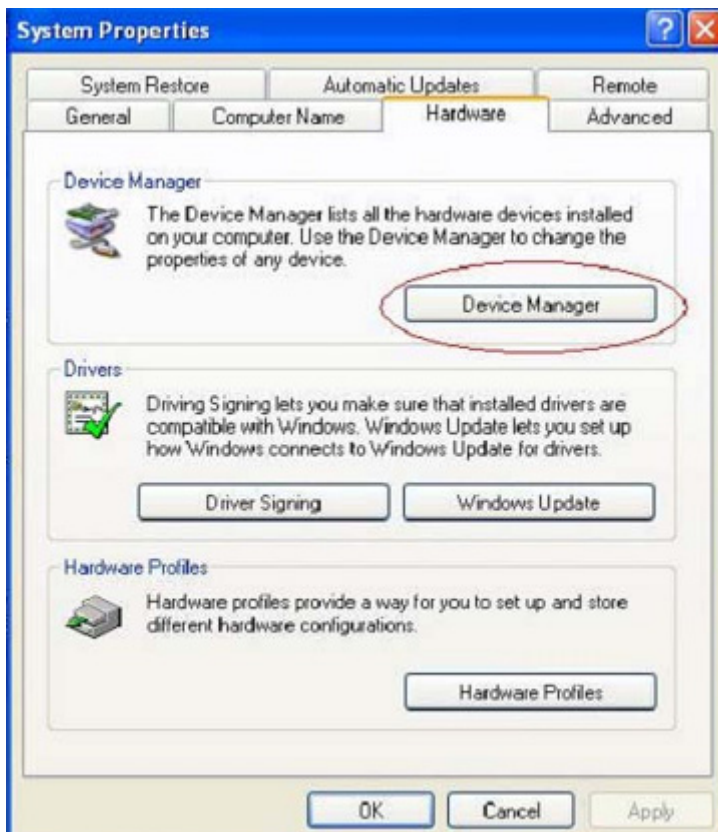 System Properties
System Restore Automatic Updates Remote
General Computer Name Hardware Advanced
Device Manager
The Device Manager lists all the hardware devices installed
on your computer. Use the Device Manager to change the
properties of any device.
Device Manager
Drivers
Driving Signing lets you make sure that installed drivers are
compatible with Windows. Windows Update lets you set up
how Windows connects to Windows Update for drivers.
Driver Signing Windows Update
Hardware Profiles
Hardware profiles provide a way for you to set up and store
different hardware configurations.
Hardware Profiles
OK Cancel Apply